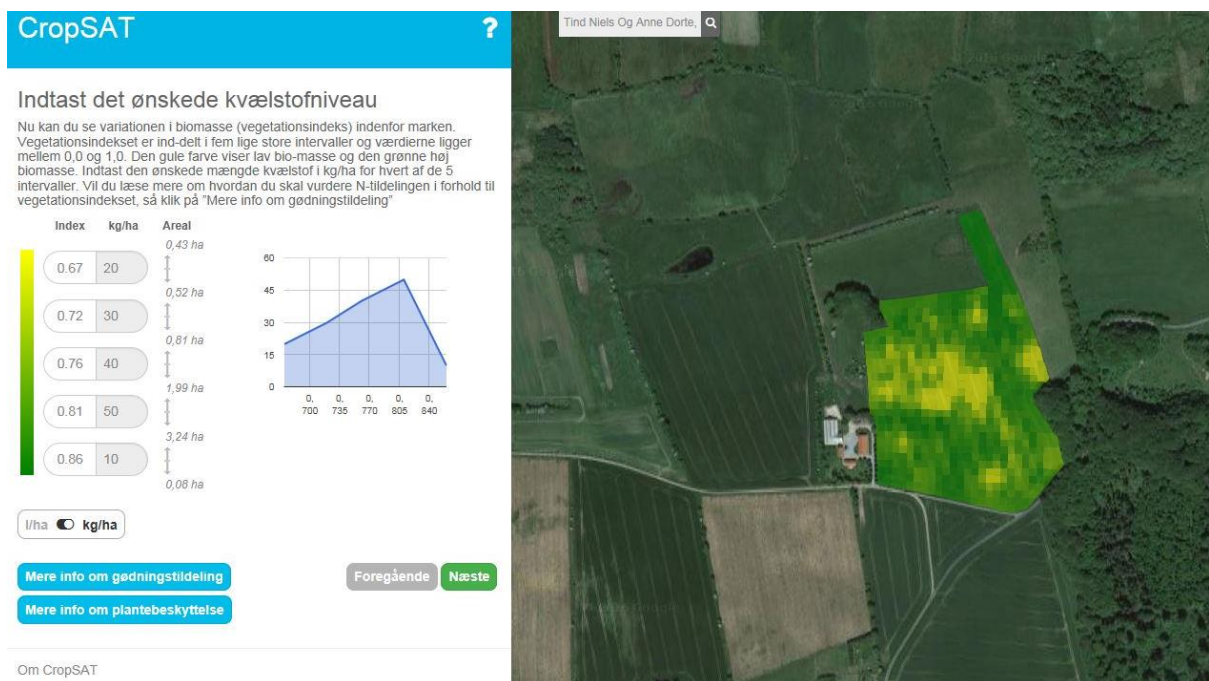 CropSAT
?
Tind Niels Og Anne Dorte,
Indtast det ønskede kvælstofniveau
Nu kan du se variationen i biomasse (vegetationsindeks) indenfor marken.
Vegetationsindekset er ind-delt i fem lige store intervaller og værdierne ligger
mellem 0,0 og 1,0. Den gule farve viser lav bio-masse og den grønne høj
biomasse. Indtast den ønskede mængde kvælstof i kg/ha for hvert af de 5
intervaller. Vil du læse mere om hvordan du skal vurdere N-tildelingen i forhold til
vegetationsindekset, så klik på "Mere info om gødningstildeling"
Index kg/ha Areal
0,43 ha
0.67 20
0,52 ha
0.72 30
0,81 ha
0.76 40
1,99 ha
0.81 50
3,24 ha
0.86 10
0,08 ha
60
45
30
15
0
0, 0, 0, 0, 0,
700 735 770 805 840
l/ha kg/ha
Mere info om gødningstildeling
Foregående Næste
Mere info om plantebeskyttelse
Om CropSAT